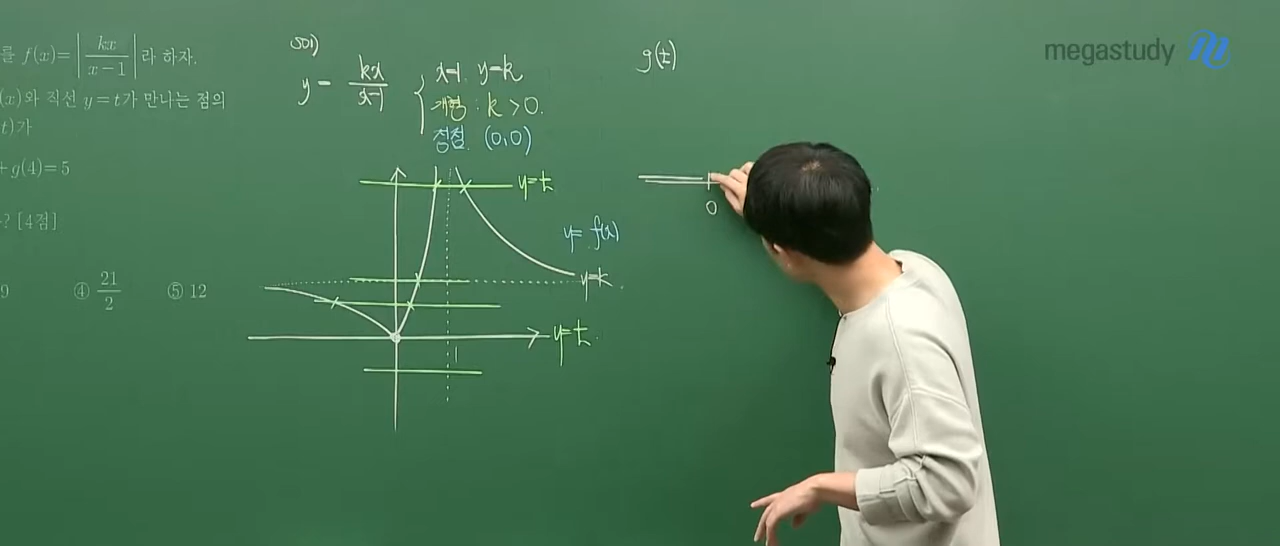 를 f(x)=|kx/(x-1)|라 하자.
(x)와 직선 y=t가 만나는 점의
t)가
+g(4)=5
? [4점]
9 ④ 21/2 ⑤ 12
sol)
y= kx/(x-1)
x=1. y=k
개형 : k>0.
정점. (0,0)
y=t
y=f(x)
y=k.
y=t.
1
g(t)
0
megastudy